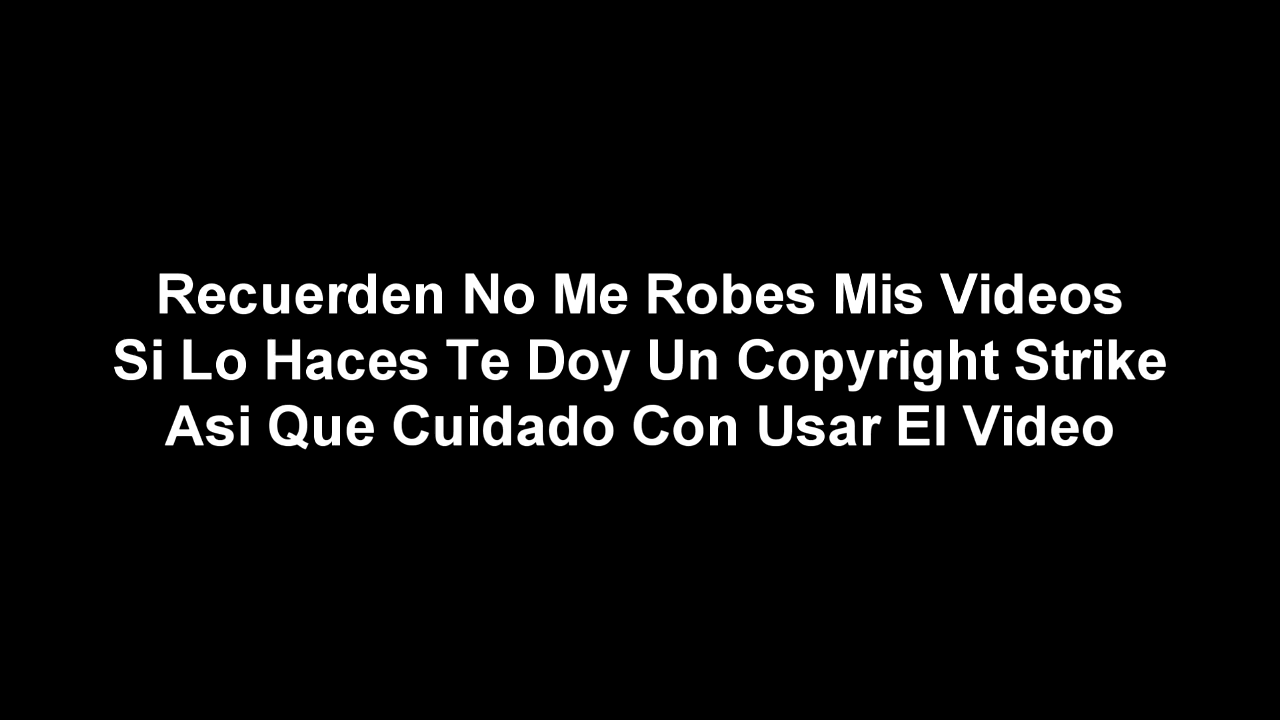 Recuerden No Me Robes Mis Videos
Si Lo Haces Te Doy Un Copyright Strike
Asi Que Cuidado Con Usar El Video